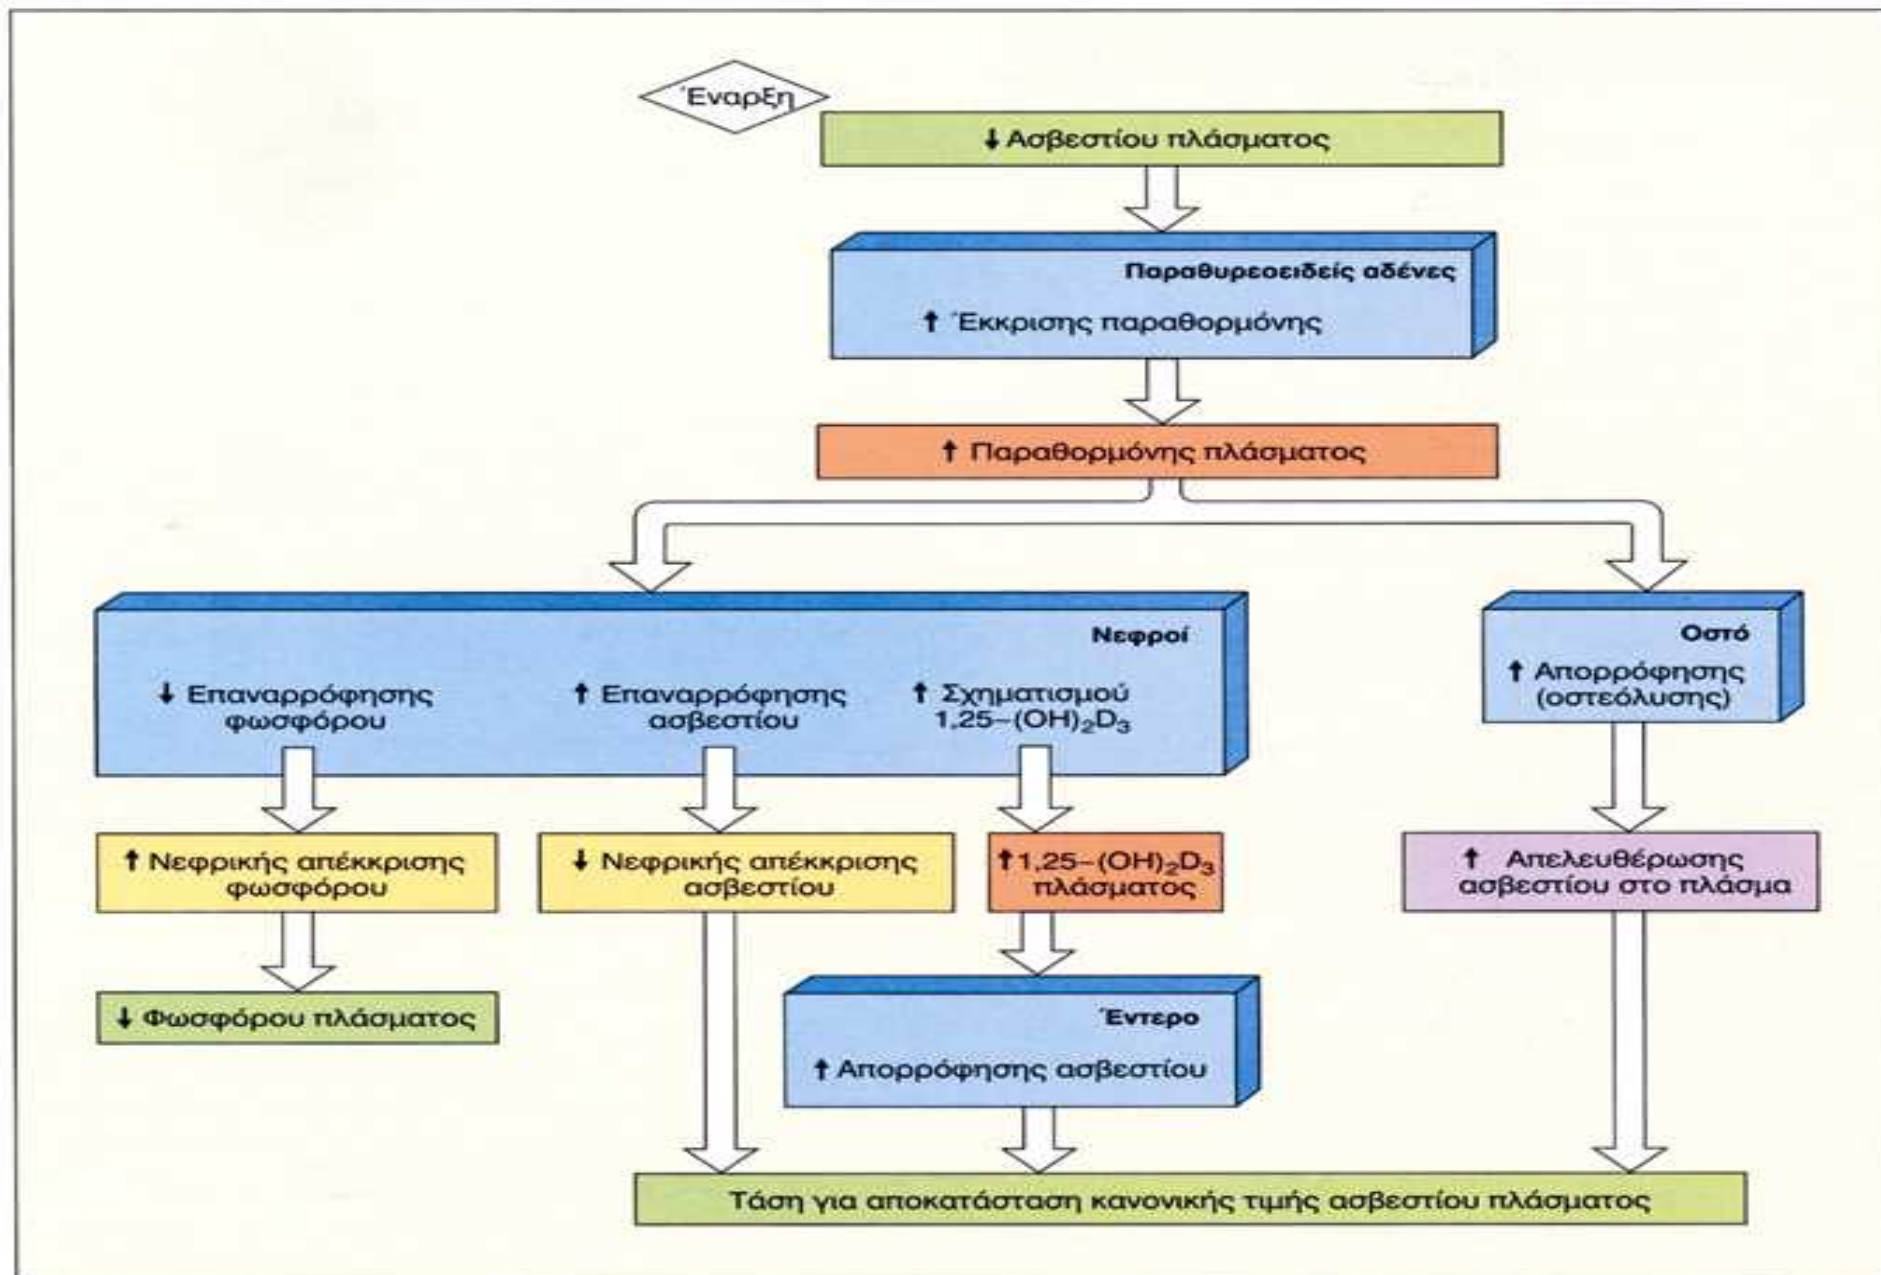 Έναρξη
↓ Ασβεστίου πλάσματος
Παραθυρεοειδείς αδένες
↑ Έκκρισης παραθορμόνης
↑ Παραθορμόνης πλάσματος
Νεφροί
↓ Επαναρρόφησης
φωσφόρου
↑ Επαναρρόφησης
ασβεστίου
↑ Σχηματισμού
1,25–(OH)₂D₃
Οστό
↑ Απορρόφησης
(οστεόλυσης)
↑ Νεφρικής απέκκρισης
φωσφόρου
↓ Νεφρικής απέκκρισης
ασβεστίου
↑1,25–(OH)₂D₃
πλάσματος
↑ Απελευθέρωσης
ασβεστίου στο πλάσμα
↓ Φωσφόρου πλάσματος
Έντερο
↑ Απορρόφησης ασβεστίου
Τάση για αποκατάσταση κανονικής τιμής ασβεστίου πλάσματος